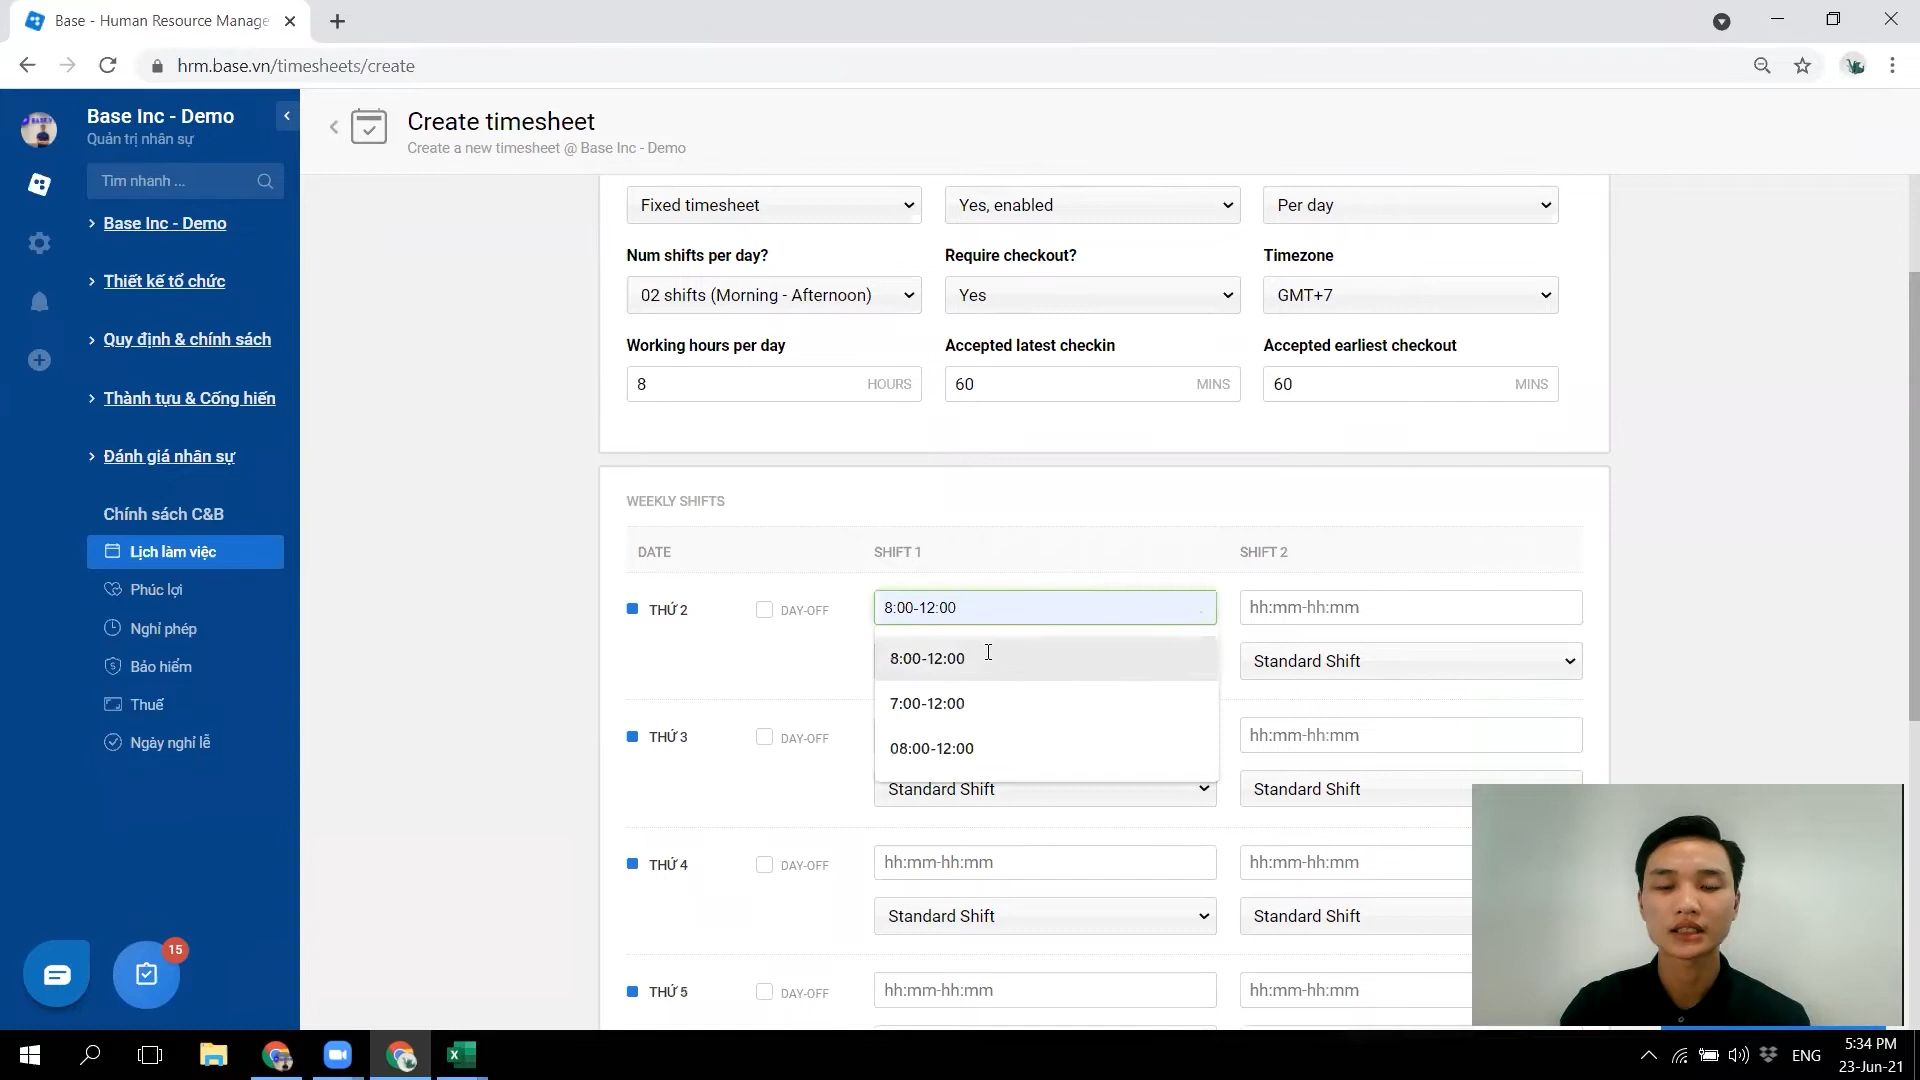 Base - Human Resource Manage
hrm.base.vn/timesheets/create
Base Inc - Demo
Quản trị nhân sự
Tìm nhanh ...
Base Inc - Demo
Thiết kế tổ chức
Quy định & chính sách
Thành tựu & Cống hiến
Đánh giá nhân sự
Chính sách C&B
Lịch làm việc
Phúc lợi
Nghỉ phép
Bảo hiểm
Thuế
Ngày nghỉ lễ
15
Create timesheet
Create a new timesheet @ Base Inc - Demo
Fixed timesheet
Yes, enabled
Per day
Num shifts per day?
Require checkout?
Timezone
02 shifts (Morning - Afternoon)
Yes
GMT+7
Working hours per day
Accepted latest checkin
Accepted earliest checkout
8 HOURS
60 MINS
60 MINS
WEEKLY SHIFTS
DATE
SHIFT 1
SHIFT 2
THỨ 2
DAY-OFF
8:00-12:00
hh:mm-hh:mm
8:00-12:00
Standard Shift
7:00-12:00
THỨ 3
DAY-OFF
hh:mm-hh:mm
08:00-12:00
Standard Shift
Standard Shift
THỨ 4
DAY-OFF
hh:mm-hh:mm
hh:mm-hh:mm
Standard Shift
Standard Shift
THỨ 5
DAY-OFF
hh:mm-hh:mm
hh:mm-hh:mm
ENG
5:34 PM
23-Jun-21